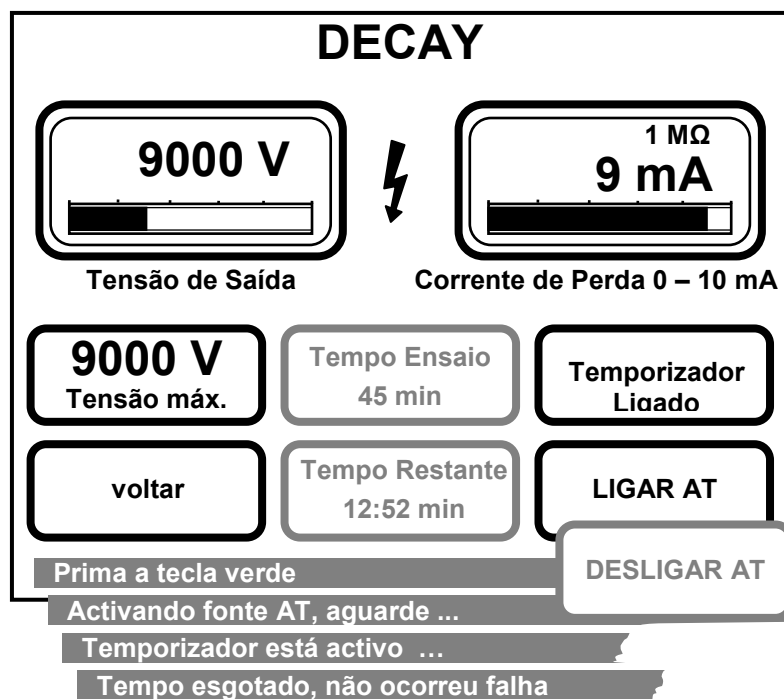 DECAY
9000 V
1 MΩ
9 mA
Tensão de Saída
Corrente de Perda 0 – 10 mA
9000 V
Tensão máx.
Tempo Ensaio
45 min
Temporizador
Ligado
voltar
Tempo Restante
12:52 min
LIGAR AT
DESLIGAR AT
Prima a tecla verde
Activando fonte AT, aguarde ...
Temporizador está activo ...
Tempo esgotado, não ocorreu falha